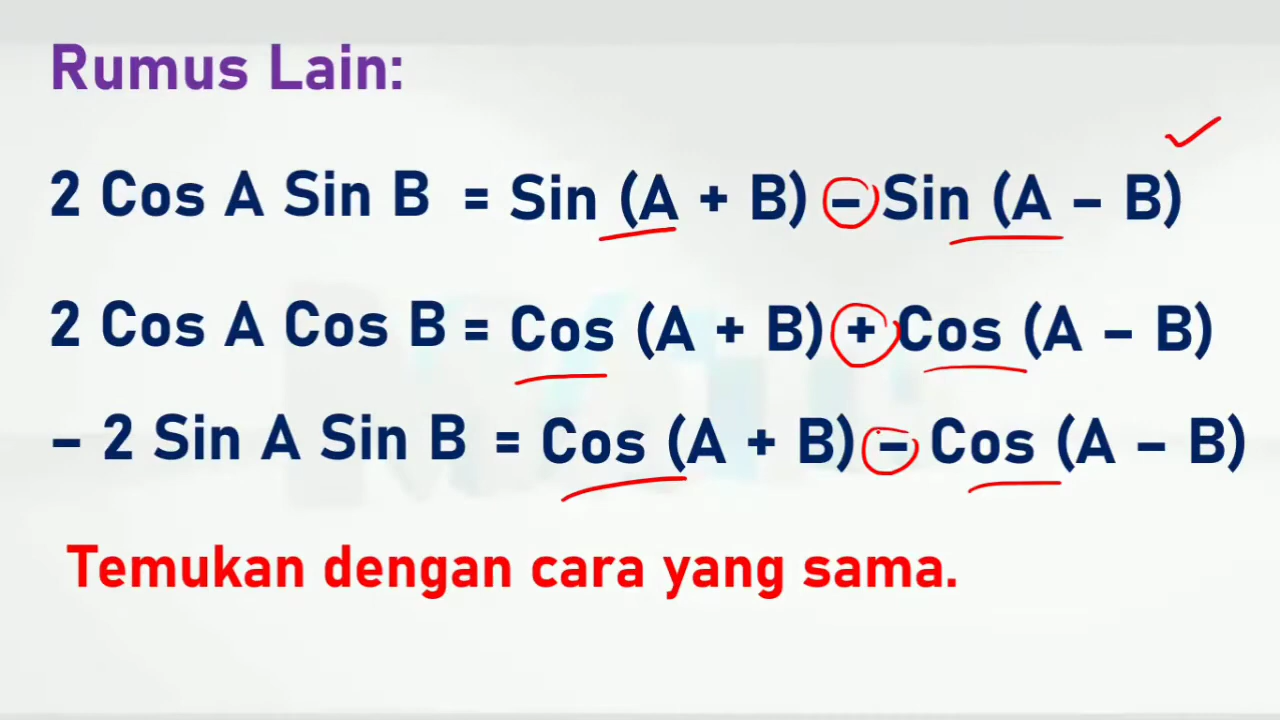 Rumus Lain:
2 Cos A Sin B = Sin (A + B) – Sin (A – B)
2 Cos A Cos B = Cos (A + B) + Cos (A – B)
– 2 Sin A Sin B = Cos (A + B) – Cos (A – B)
Temukan dengan cara yang sama.